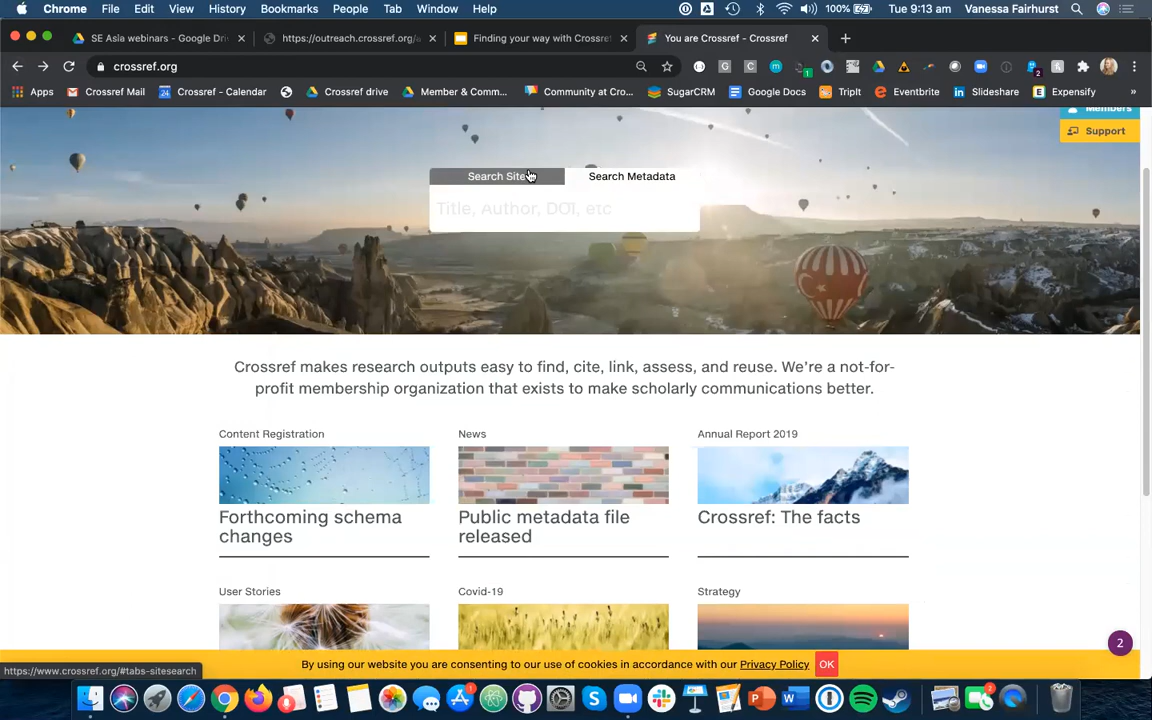 Chrome File Edit View History Bookmarks People Tab Window Help 100% Tue 9:13 am Vanessa Fairhurst
SE Asia webinars - Google Dri
https://outreach.crossref.org/a
Finding your way with Crossre
You are Crossref - Crossref
crossref.org
Apps Crossref Mail Crossref - Calendar Crossref drive Member & Comm... Community at Cro... SugarCRM Google Docs TripIt Eventbrite Slideshare Expensify »
Members
Support
Search Site Search Metadata
Title, Author, DOI, etc
Crossref makes research outputs easy to find, cite, link, assess, and reuse. We're a not-for-
profit membership organization that exists to make scholarly communications better.
Content Registration
Forthcoming schema
changes
News
Public metadata file
released
Annual Report 2019
Crossref: The facts
User Stories
Covid-19
Strategy
2
https://www.crossref.org/#tabs-sitesearch
By using our website you are consenting to our use of cookies in accordance with our Privacy Policy OK